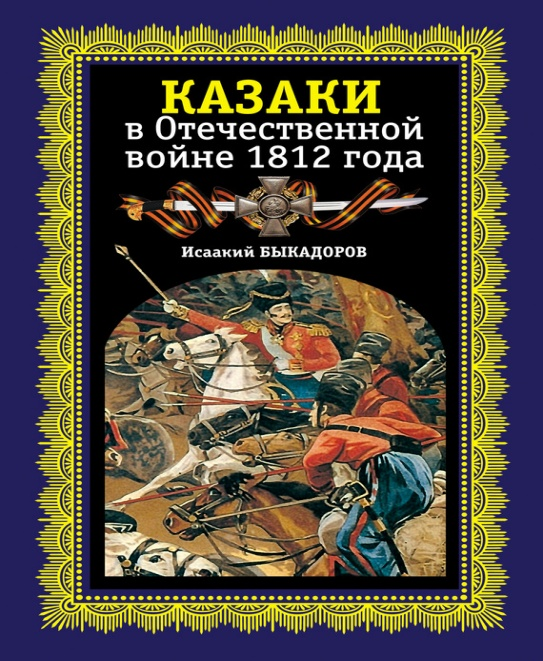 КАЗАКИ
в Отечественной
войне 1812 года
Исаакий БЫКАДОРОВ